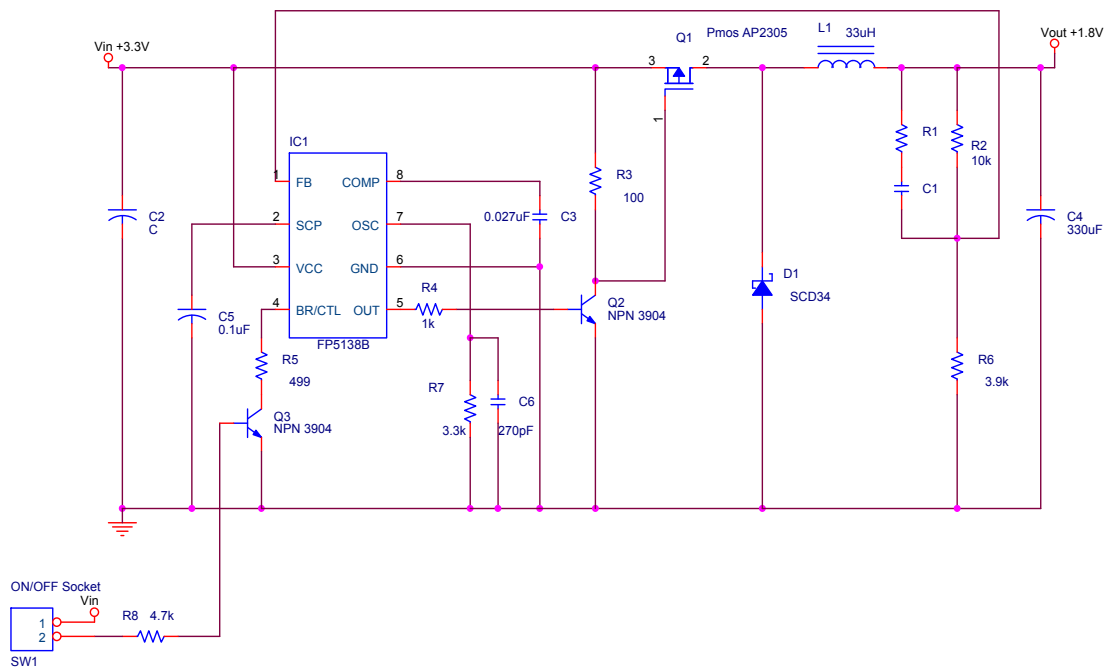 Vin +3.3V
Q1
Pmos AP2305
L1
33uH
Vout +1.8V
3
2
1
IC1
1
FB
COMP
8
2
SCP
OSC
7
3
VCC
GND
6
4
BR/CTL
OUT
5
FP5138B
C2
C
C5
0.1uF
0.027uF
C3
R3
100
R4
1k
Q2
NPN 3904
R1
C1
R2
10k
C4
330uF
D1
SCD34
R5
499
Q3
NPN 3904
R7
3.3k
C6
270pF
R6
3.9k
ON/OFF Socket
Vin
1
2
SW1
R8
4.7k